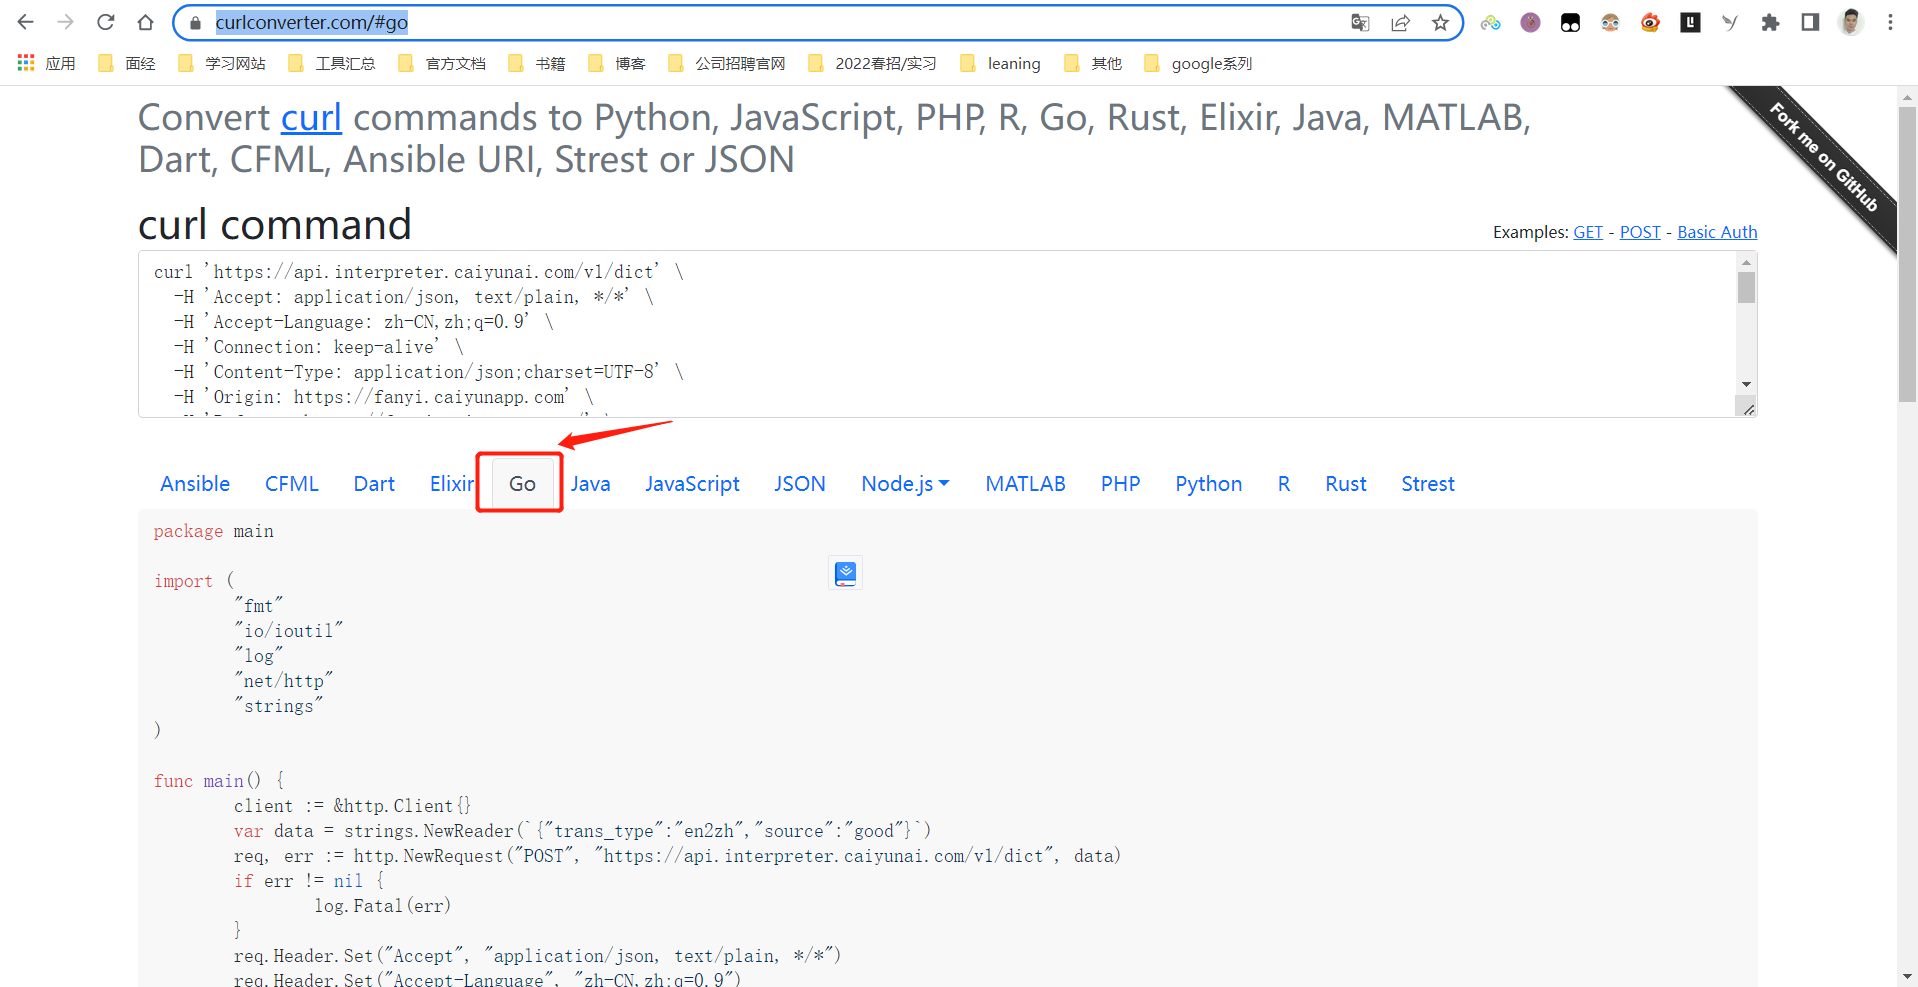 curlconverter.com/#go
应用 面经 学习网站 工具汇总 官方文档 书籍 博客 公司招聘官网 2022春招/实习 leaning 其他 google系列
Convert curl commands to Python, JavaScript, PHP, R, Go, Rust, Elixir, Java, MATLAB,
Dart, CFML, Ansible URI, Strest or JSON
Fork me on GitHub
curl command
Examples: GET - POST - Basic Auth
curl 'https://api.interpreter.caiyunai.com/v1/dict' \
-H 'Accept: application/json, text/plain, */*' \
-H 'Accept-Language: zh-CN,zh;q=0.9' \
-H 'Connection: keep-alive' \
-H 'Content-Type: application/json;charset=UTF-8' \
-H 'Origin: https://fanyi.caiyunapp.com' \
Ansible CFML Dart Elixir Go Java JavaScript JSON Node.js MATLAB PHP Python R Rust Strest
package main
import (
"fmt"
"io/ioutil"
"log"
"net/http"
"strings"
)
func main() {
client := &http.Client{}
var data = strings.NewReader(`{"trans_type":"en2zh","source":"good"}`)
req, err := http.NewRequest("POST", "https://api.interpreter.caiyunai.com/v1/dict", data)
if err != nil {
log.Fatal(err)
}
req.Header.Set("Accept", "application/json, text/plain, */*")
req.Header.Set("Accept-Language", "zh-CN,zh;q=0.9")